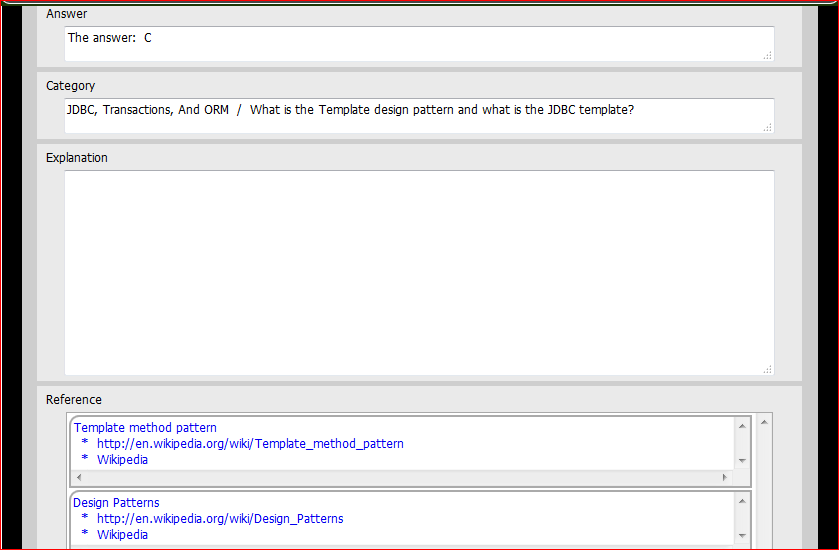 Answer
The answer:  C
Category
JDBC, Transactions, And ORM  /  What is the Template design pattern and what is the JDBC template?
Explanation
Reference
Template method pattern
*  http://en.wikipedia.org/wiki/Template_method_pattern
*  Wikipedia
Design Patterns
*  http://en.wikipedia.org/wiki/Design_Patterns
*  Wikipedia